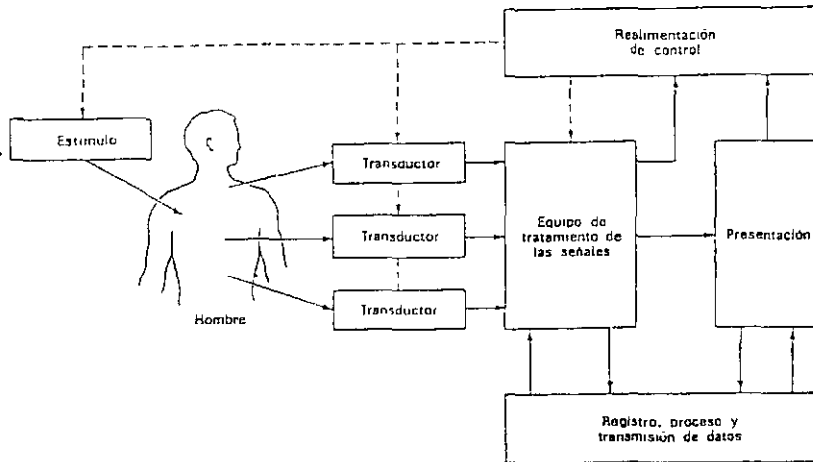 Realimentación
de control
Estímulo
Transductor
Transductor
Transductor
Hombre
Equipo de
tratamiento de
las señales
Presentación
Registro, proceso y
transmisión de datos